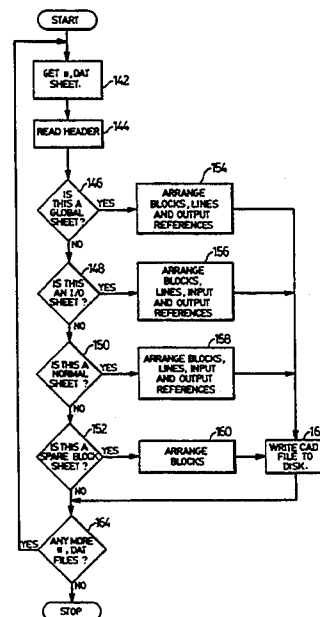 START
GET ¤.DAT
SHEET.
142
READ HEADER
144
IS
THIS A
GLOBAL
SHEET?
146
YES
NO
ARRANGE
BLOCKS, LINES
AND OUTPUT
REFERENCES
154
IS
THIS
AN I/O
SHEET?
148
YES
NO
ARRANGE
BLOCKS,
LINES, INPUT
AND OUTPUT
REFERENCES
156
IS
THIS A
NORMAL
SHEET?
150
YES
NO
ARRANGE BLOCKS,
LINES, INPUT
AND OUTPUT
REFERENCES
158
IS
THIS A
SPARE BLOCK
SHEET?
152
YES
NO
ARRANGE
BLOCKS
160
WRITE CAD
FILE TO
DISK.
16
ANY MORE
¤.DAT
FILES?
164
YES
NO
STOP